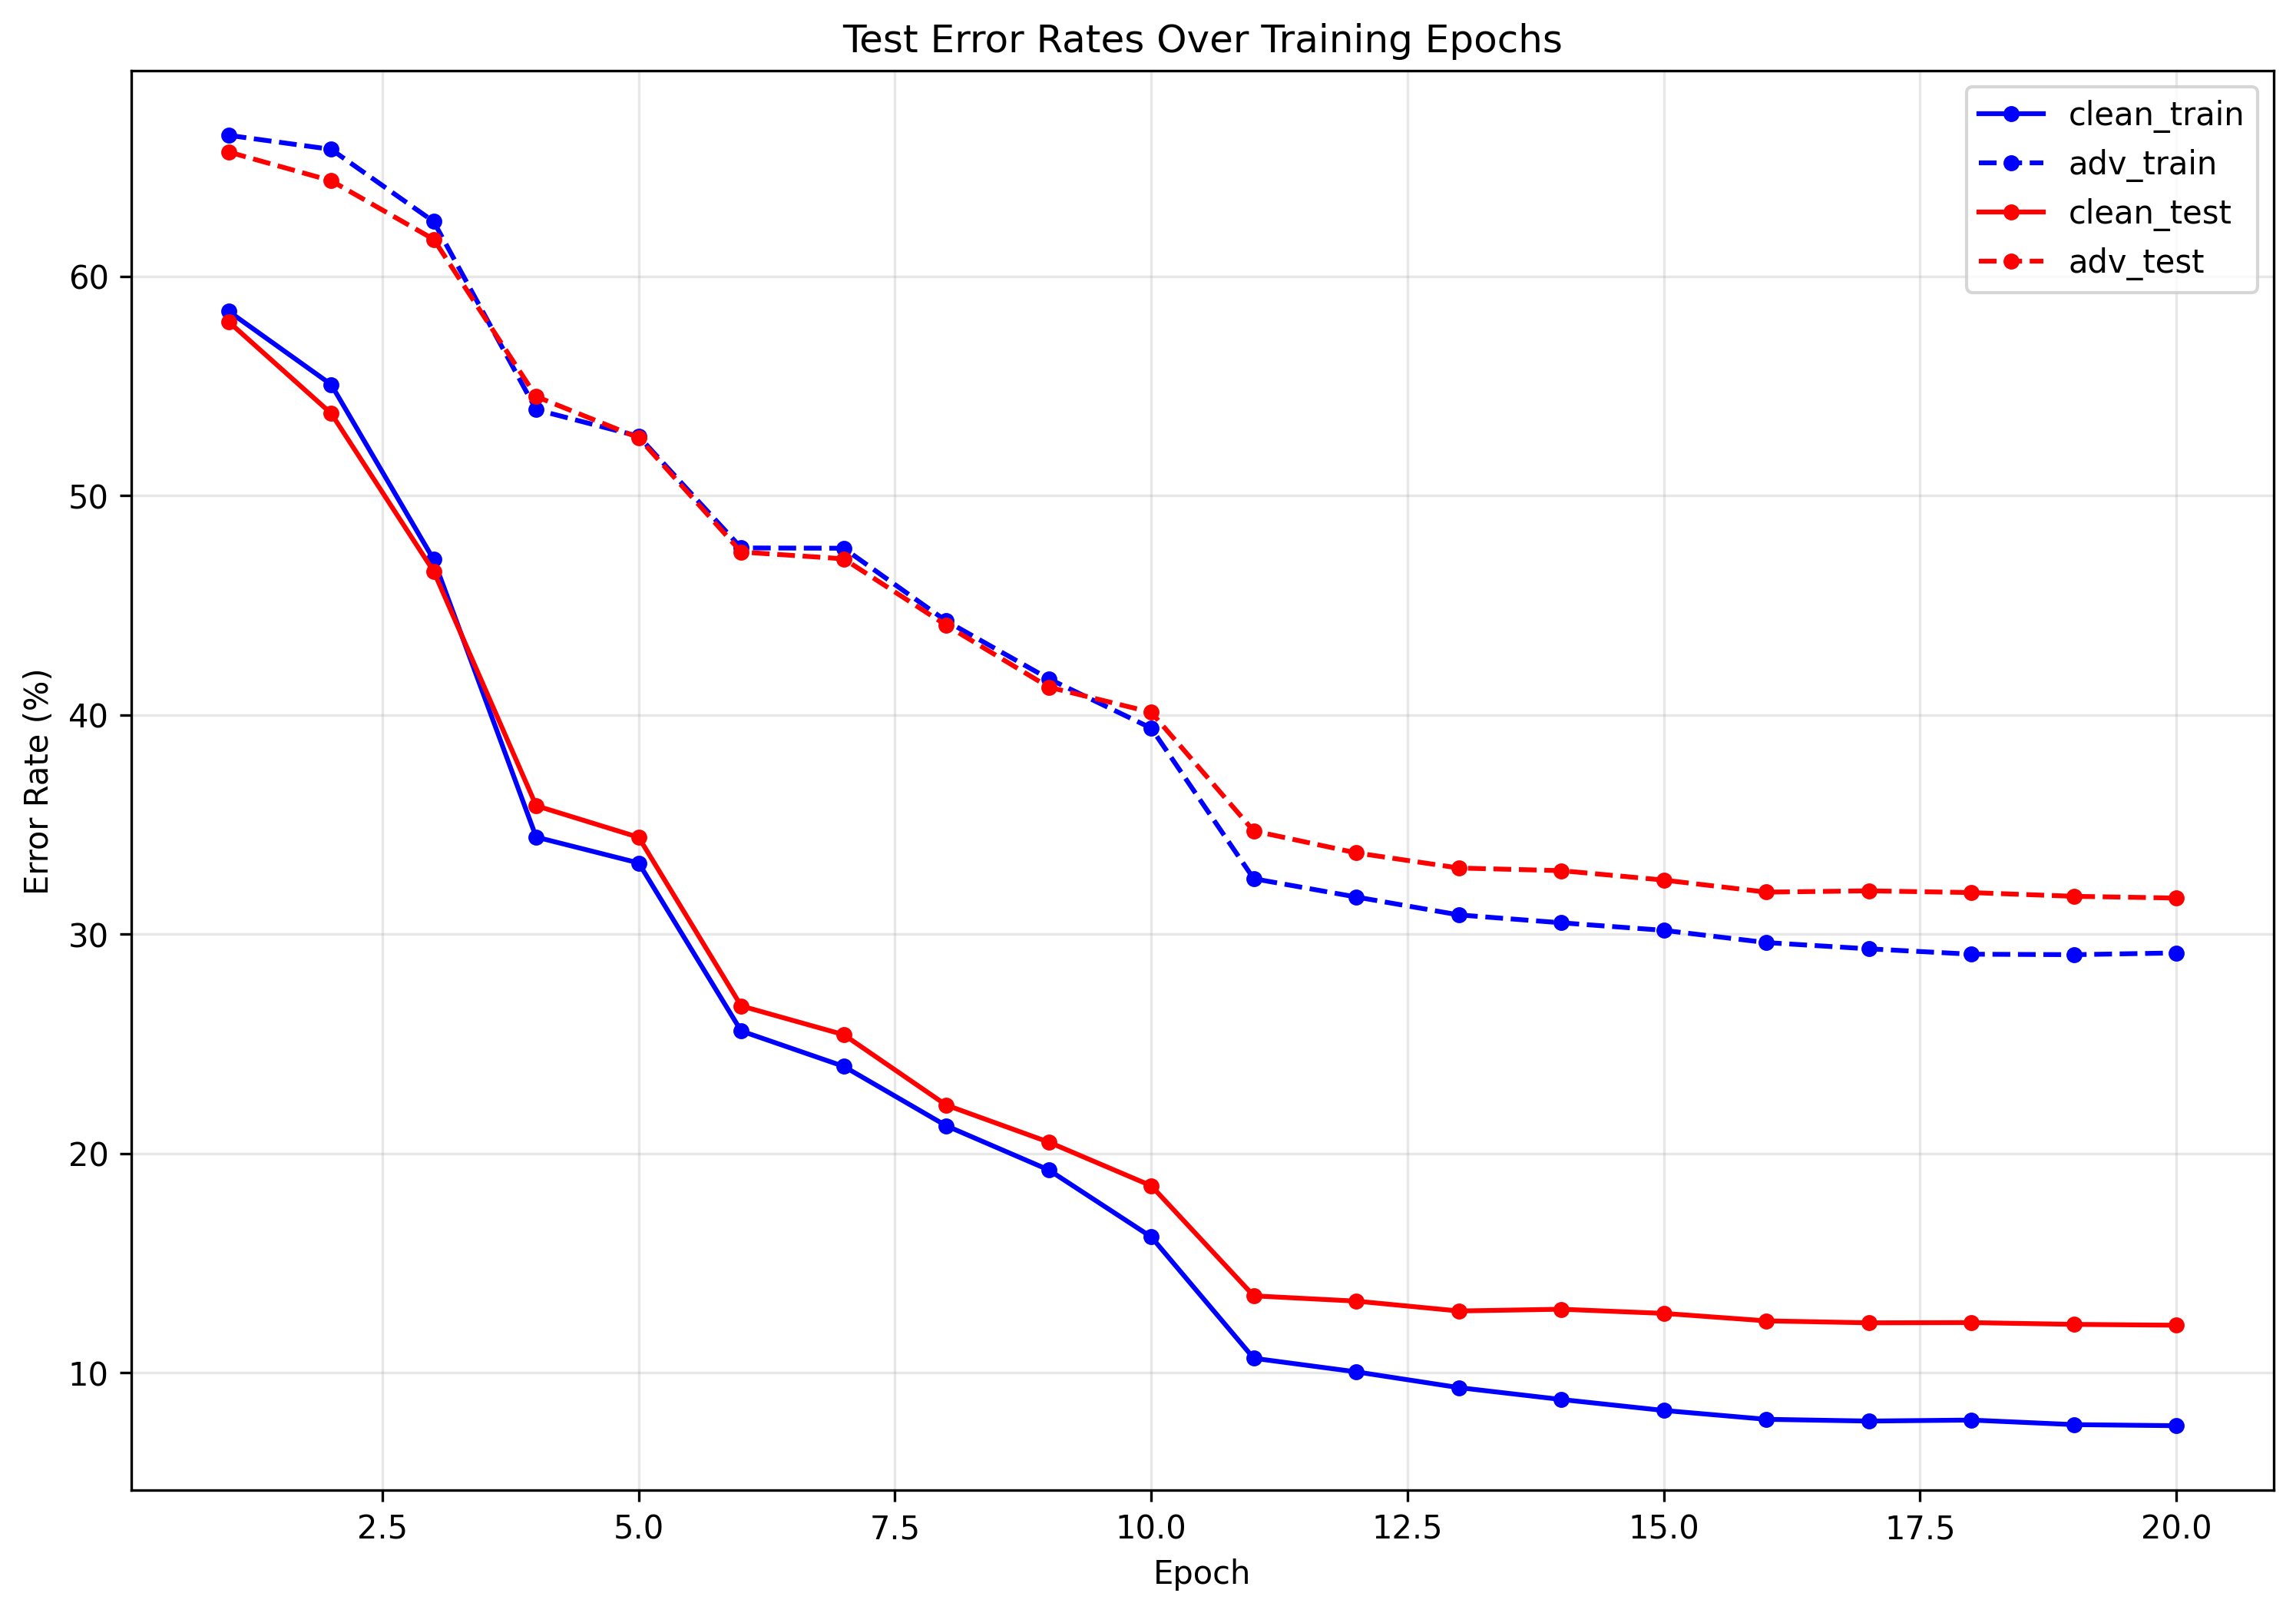 Test Error Rates Over Training Epochs
clean_train
adv_train
clean_test
adv_test
Error Rate (%)
60
50
40
30
20
10
2.5 5.0 7.5 10.0 12.5 15.0 17.5 20.0
Epoch